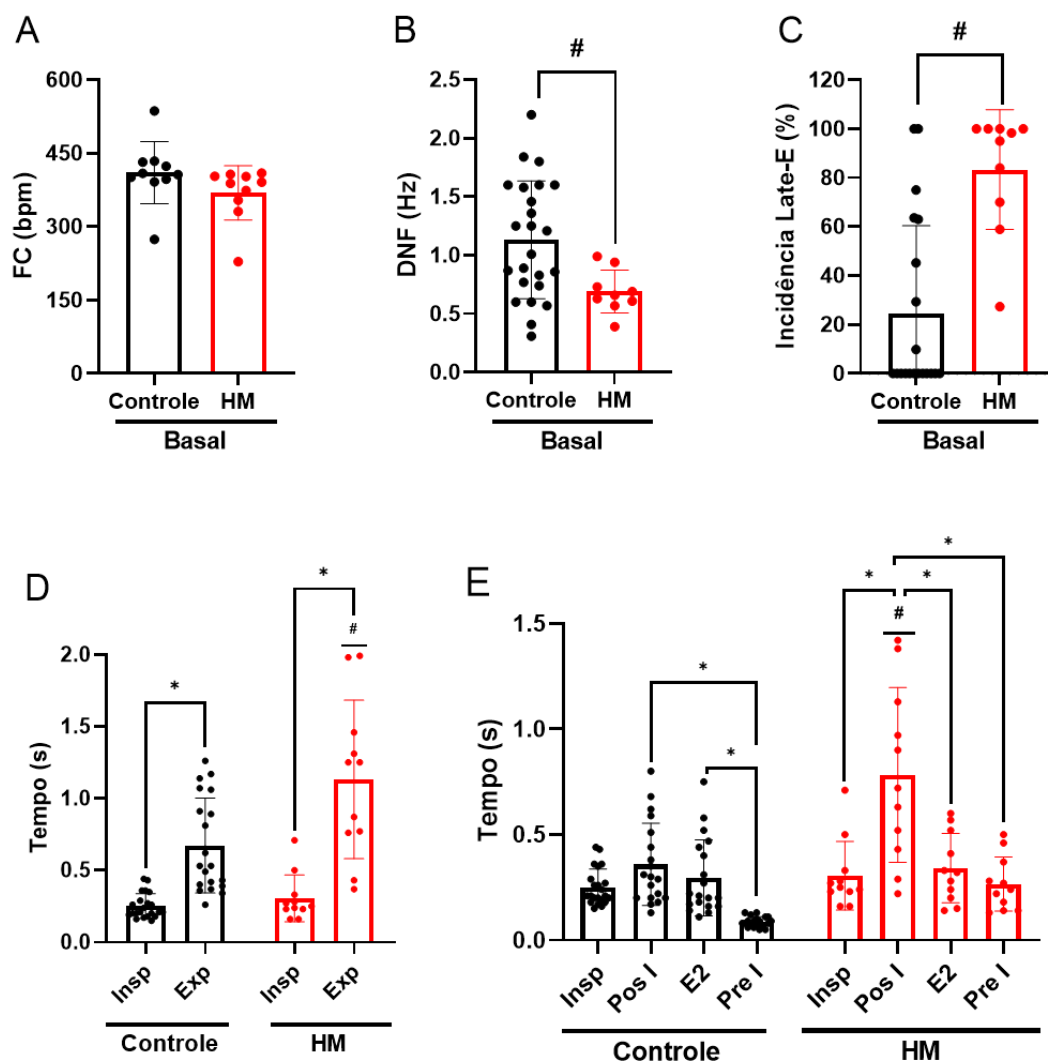 A
FC (bpm)
600
450
300
150
0
Controle HM
Basal
B
#
DNF (Hz)
2.5
2.0
1.5
1.0
0.5
0.0
Controle HM
Basal
C
#
Incidência Late-E (%)
120
100
80
60
40
20
0
Controle HM
Basal
D
*
*
#
Tempo (s)
2.0
1.5
1.0
0.5
0.0
Insp Exp Insp Exp
Controle HM
E
*
*
*
*
*
#
Tempo (s)
1.5
1.0
0.5
0.0
Insp Pos I E2 Pre I Insp Pos I E2 Pre I
Controle HM